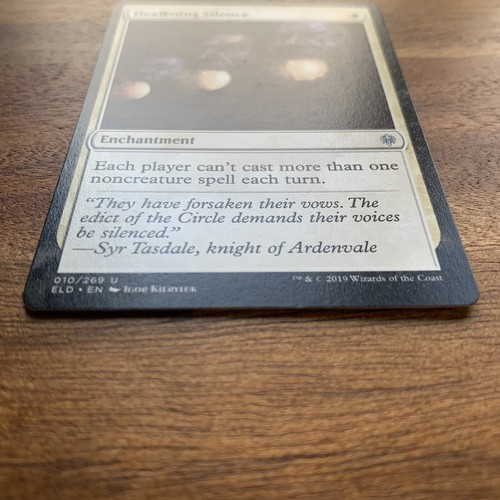 Deafening Silence
Enchantment
Each player can't cast more than one
noncreature spell each turn.
"They have forsaken their vows. The
edict of the Circle demands their voices
be silenced."
—Syr Tasdale, knight of Ardenvale
010/269 U
ELD • EN Igor Kieryluk
™ & © 2019 Wizards of the Coast